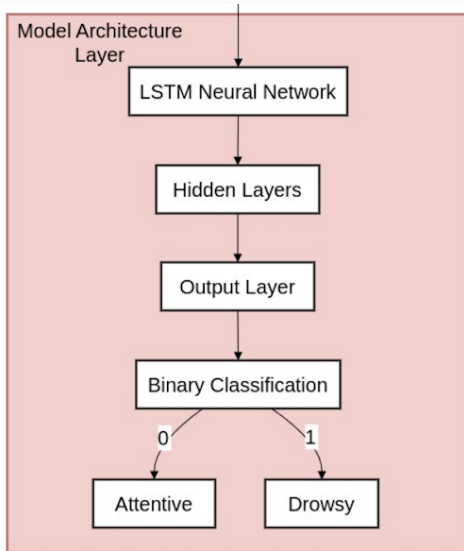 Model Architecture
Layer
LSTM Neural Network
Hidden Layers
Output Layer
Binary Classification
0
1
Attentive
Drowsy